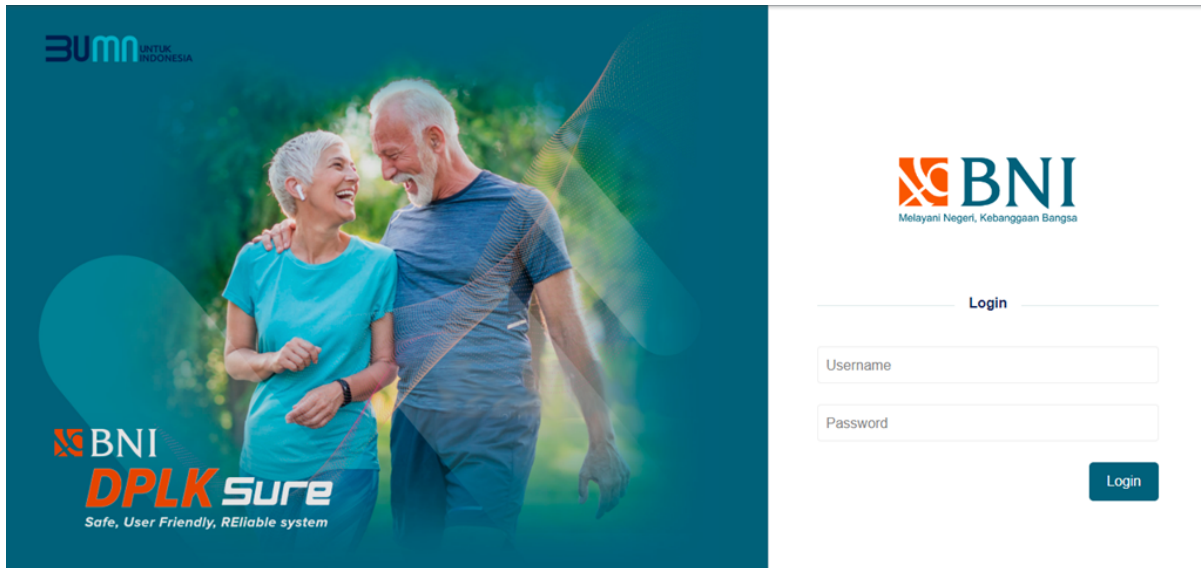 BUMN UNTUK
INDONESIA
BNI
DPLK Sure
Safe, User Friendly, REliable system
BNI
Melayani Negeri, Kebanggaan Bangsa
Login
Username
Password
Login